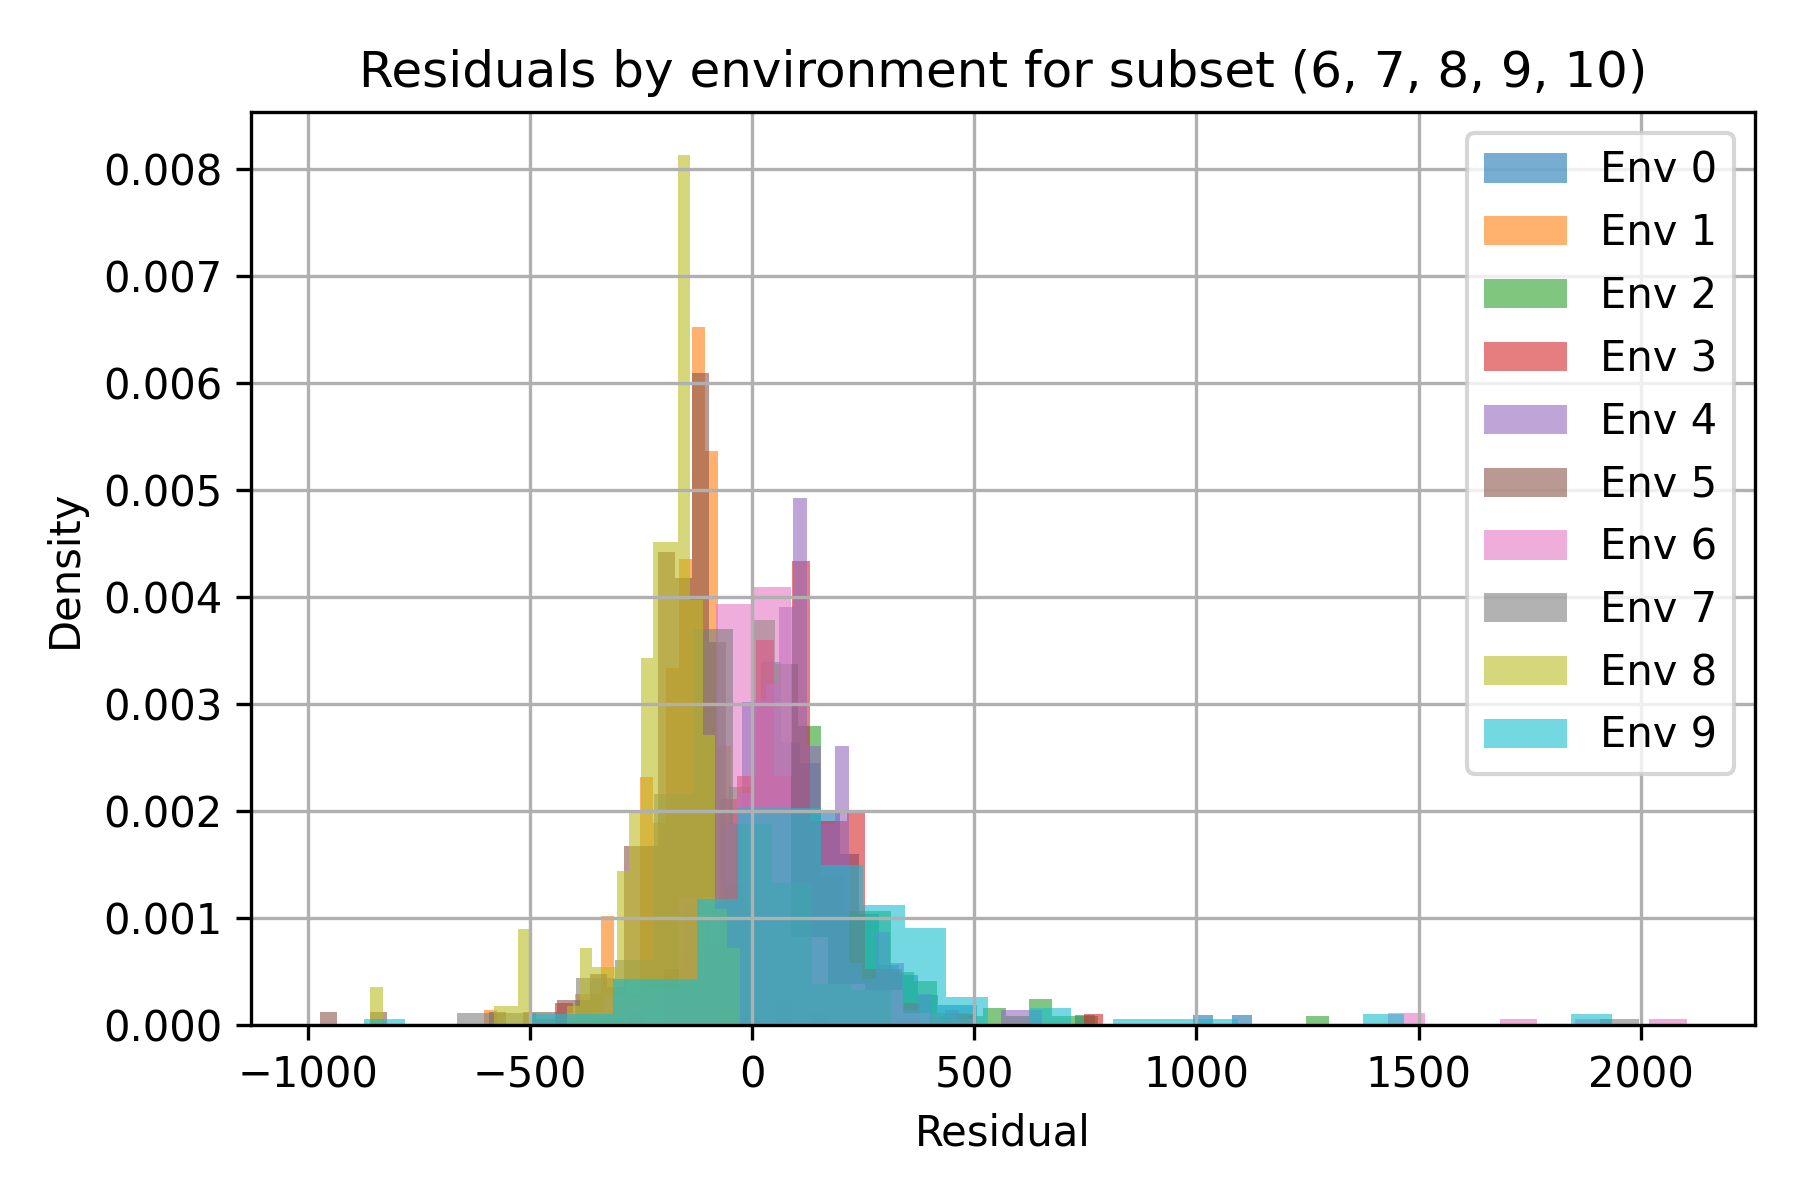 Residuals by environment for subset (6, 7, 8, 9, 10)
0.008
0.007
0.006
0.005
0.004
0.003
0.002
0.001
0.000
Density
−1000
−500
0
500
1000
1500
2000
Residual
Env 0
Env 1
Env 2
Env 3
Env 4
Env 5
Env 6
Env 7
Env 8
Env 9